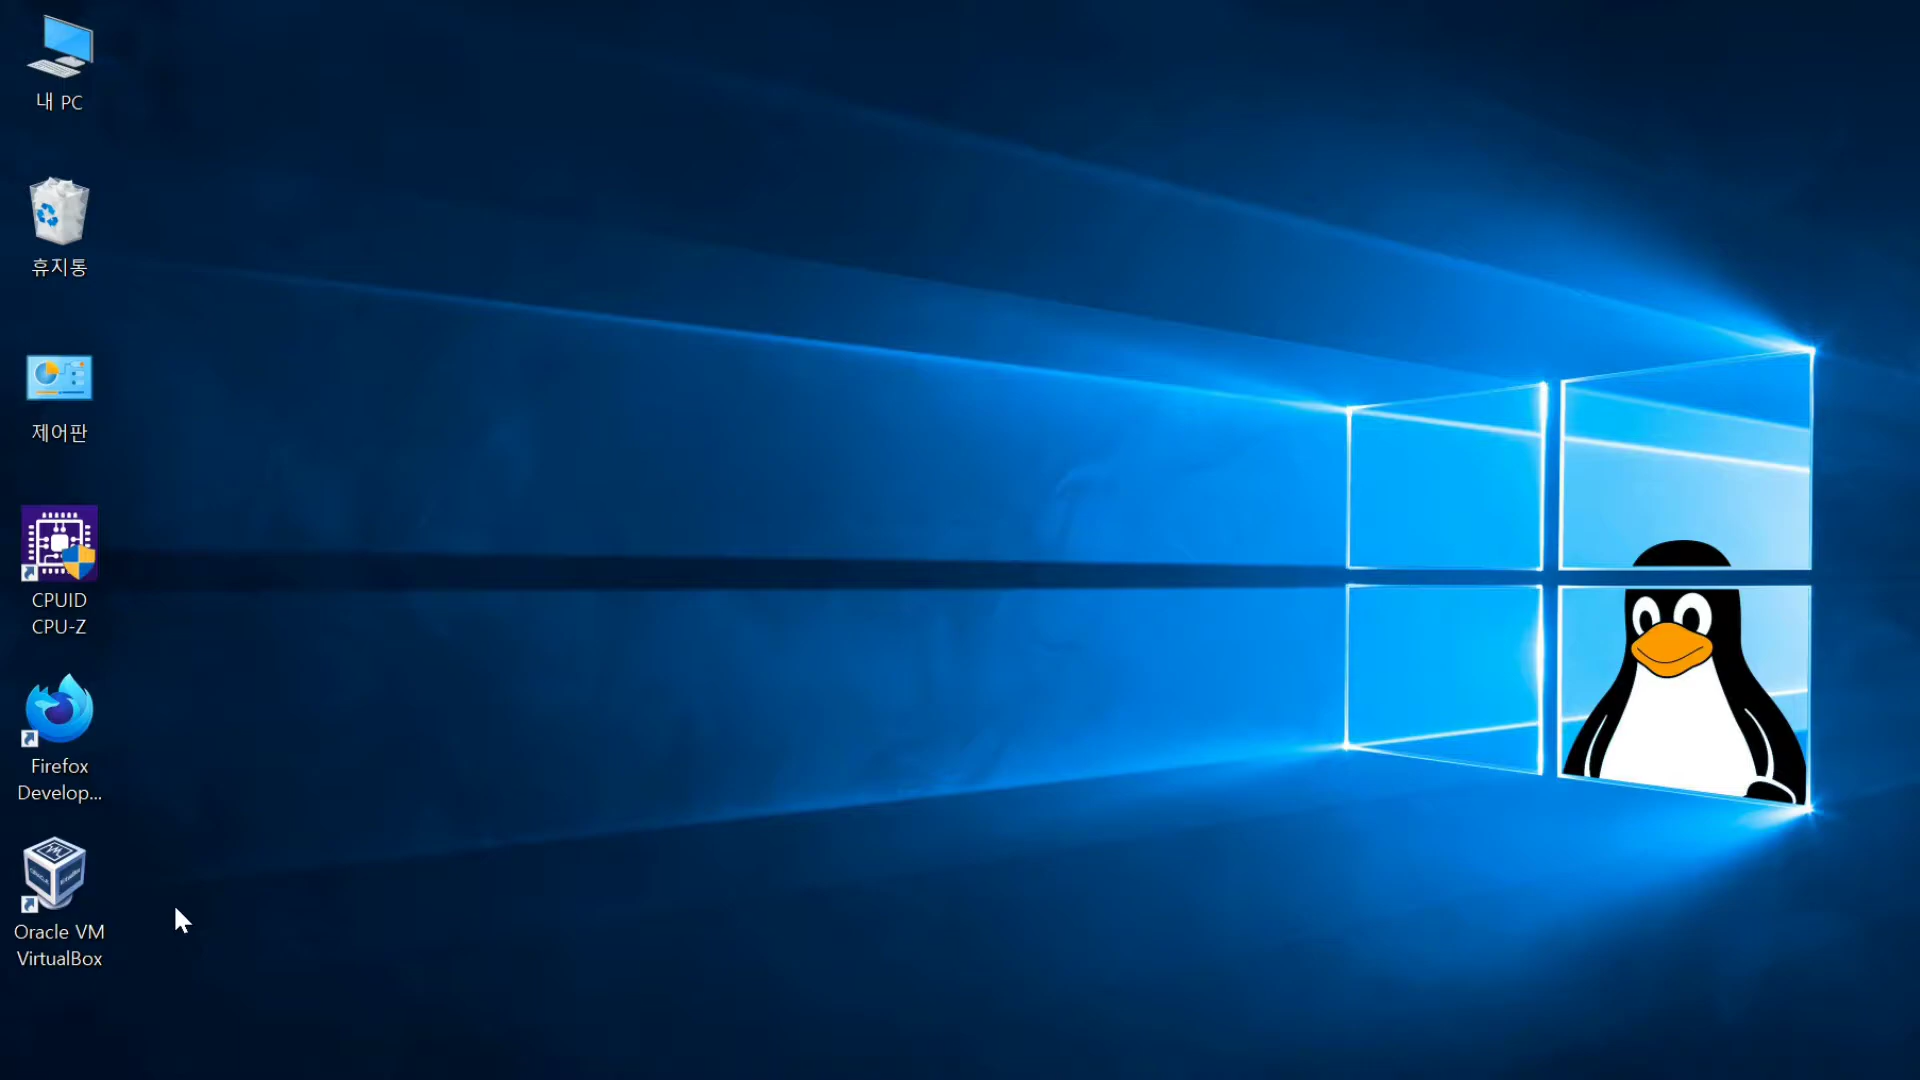 내 PC
휴지통
제어판
CPUID
CPU-Z
Firefox
Develop...
Oracle VM
VirtualBox